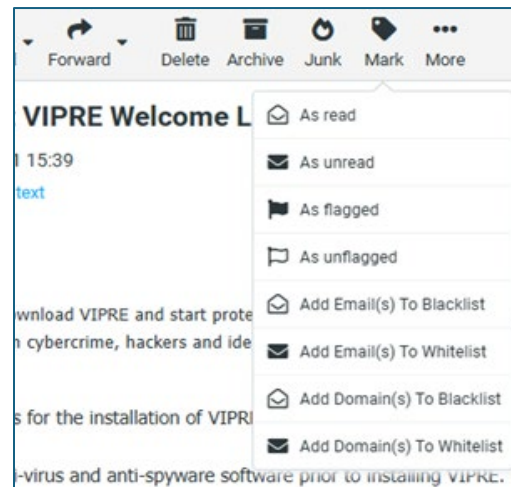 Forward Delete Archive Junk Mark More
VIPRE Welcome L
15:39
text
As read
As unread
As flagged
As unflagged
Add Email(s) To Blacklist
Add Email(s) To Whitelist
Add Domain(s) To Blacklist
Add Domain(s) To Whitelist
wnload VIPRE and start prote
cybercrime, hackers and ide
s for the installation of VIPR
i-virus and anti-spyware software prior to installing VIPRE.